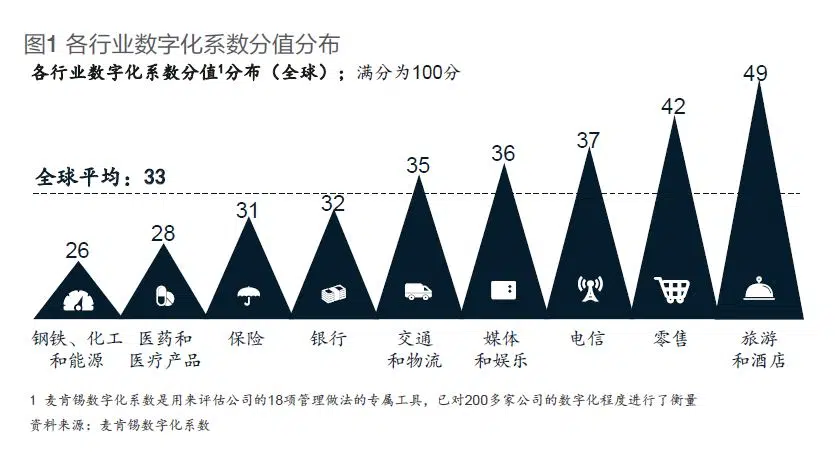 图1 各行业数字化系数分值分布
各行业数字化系数分值1分布（全球）；满分为100分
全球平均：33
26
28
31
32
35
36
37
42
49
钢铁、化工
和能源
医药和
医疗产品
保险
银行
交通
和物流
媒体
和娱乐
电信
零售
旅游
和酒店
1 麦肯锡数字化系数是用来评估公司的18项管理做法的专属工具，已对200多家公司的数字化程度进行了衡量
资料来源：麦肯锡数字化系数